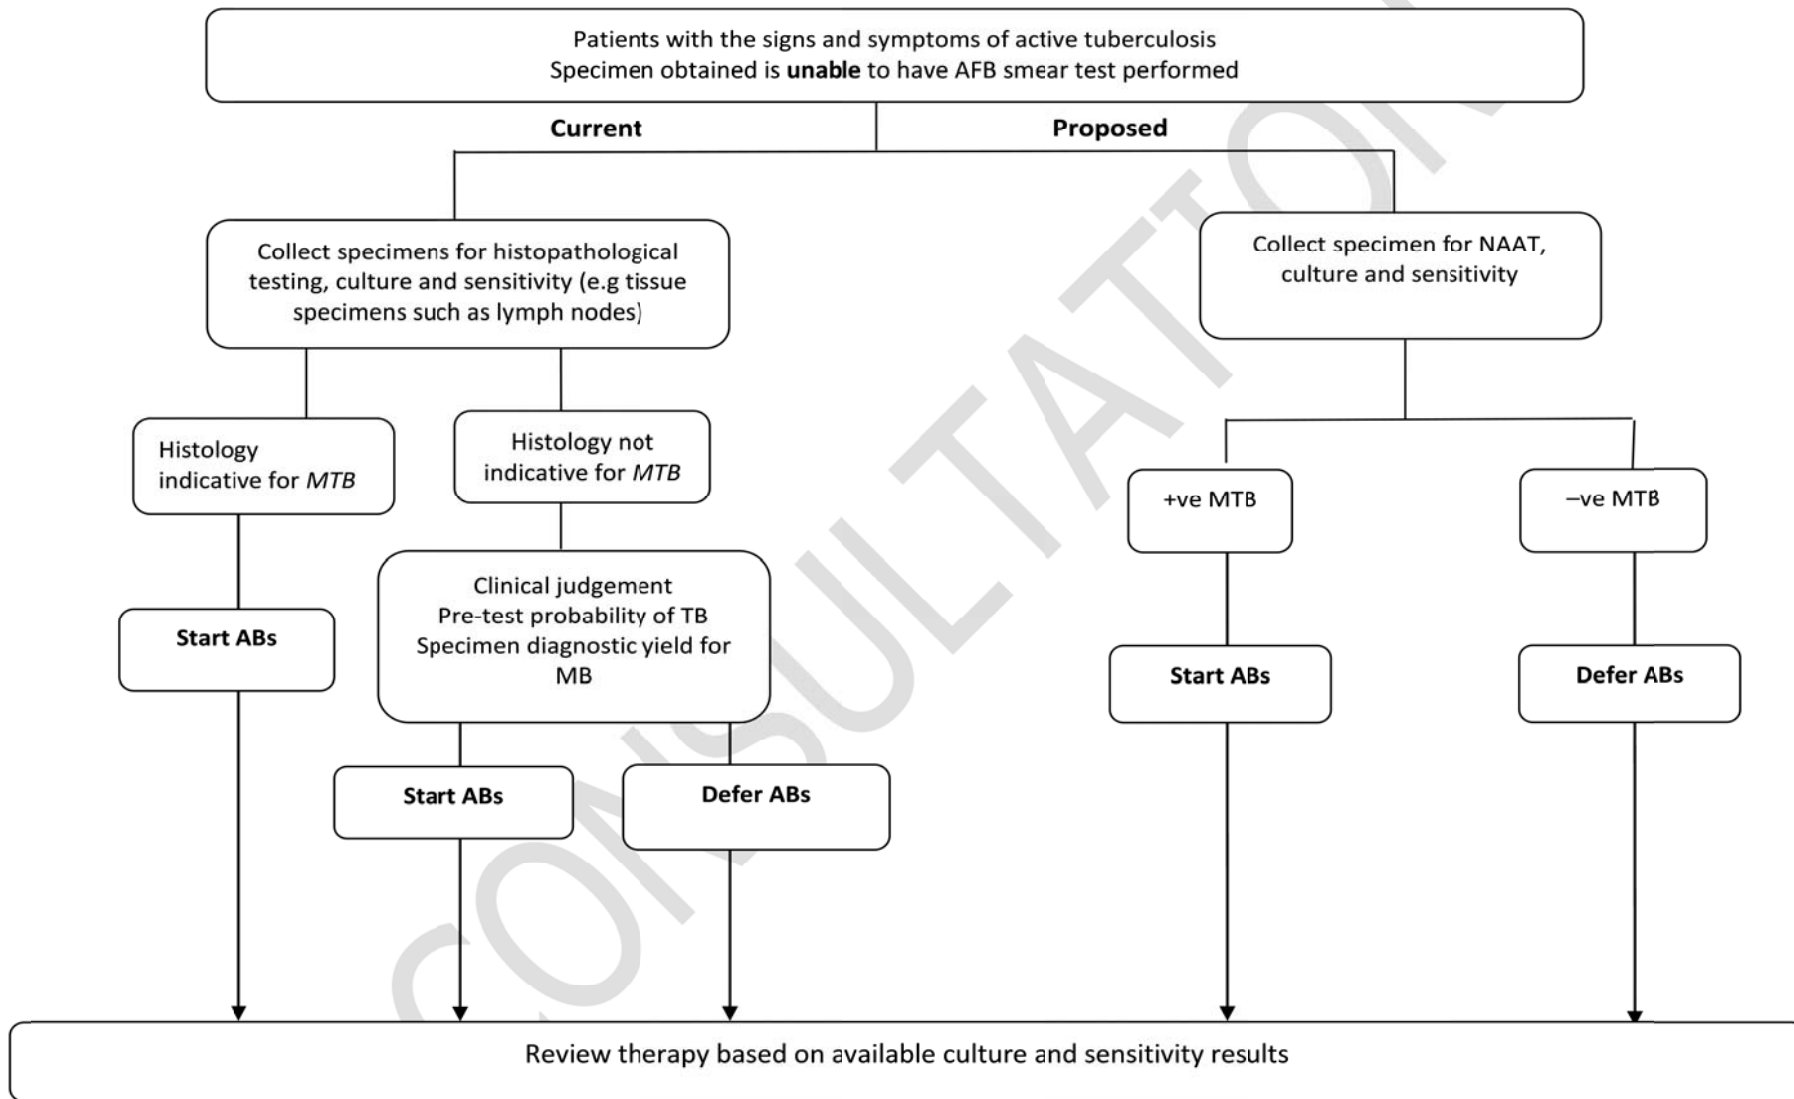 Patients with the signs and symptoms of active tuberculosis
Specimen obtained is unable to have AFB smear test performed
Current
Proposed
Collect specimens for histopathological
testing, culture and sensitivity (e.g tissue
specimens such as lymph nodes)
Collect specimen for NAAT,
culture and sensitivity
Histology
indicative for MTB
Histology not
indicative for MTB
+ve MTB
–ve MTB
Clinical judgement
Pre-test probability of TB
Specimen diagnostic yield for
MB
Start ABs
Start ABs
Defer ABs
Start ABs
Defer ABs
Review therapy based on available culture and sensitivity results
CONSULTATION